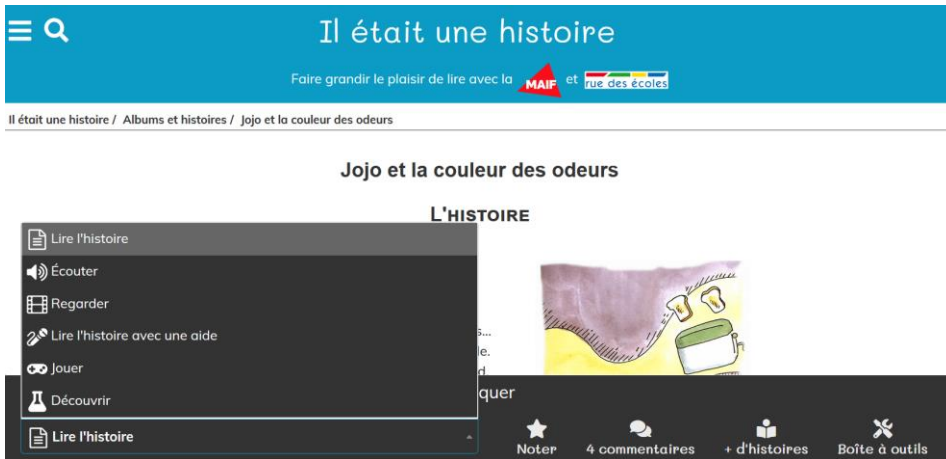 Il était une histoire
Faire grandir le plaisir de lire avec la MAIF et rue des écoles
Il était une histoire / Albums et histoires / Jojo et la couleur des odeurs
Jojo et la couleur des odeurs
L'HISTOIRE
Lire l'histoire
Écouter
Regarder
Lire l'histoire avec une aide
Jouer
Découvrir
s...
le.
d
quer
Lire l'histoire
Noter 4 commentaires + d'histoires Boîte à outils